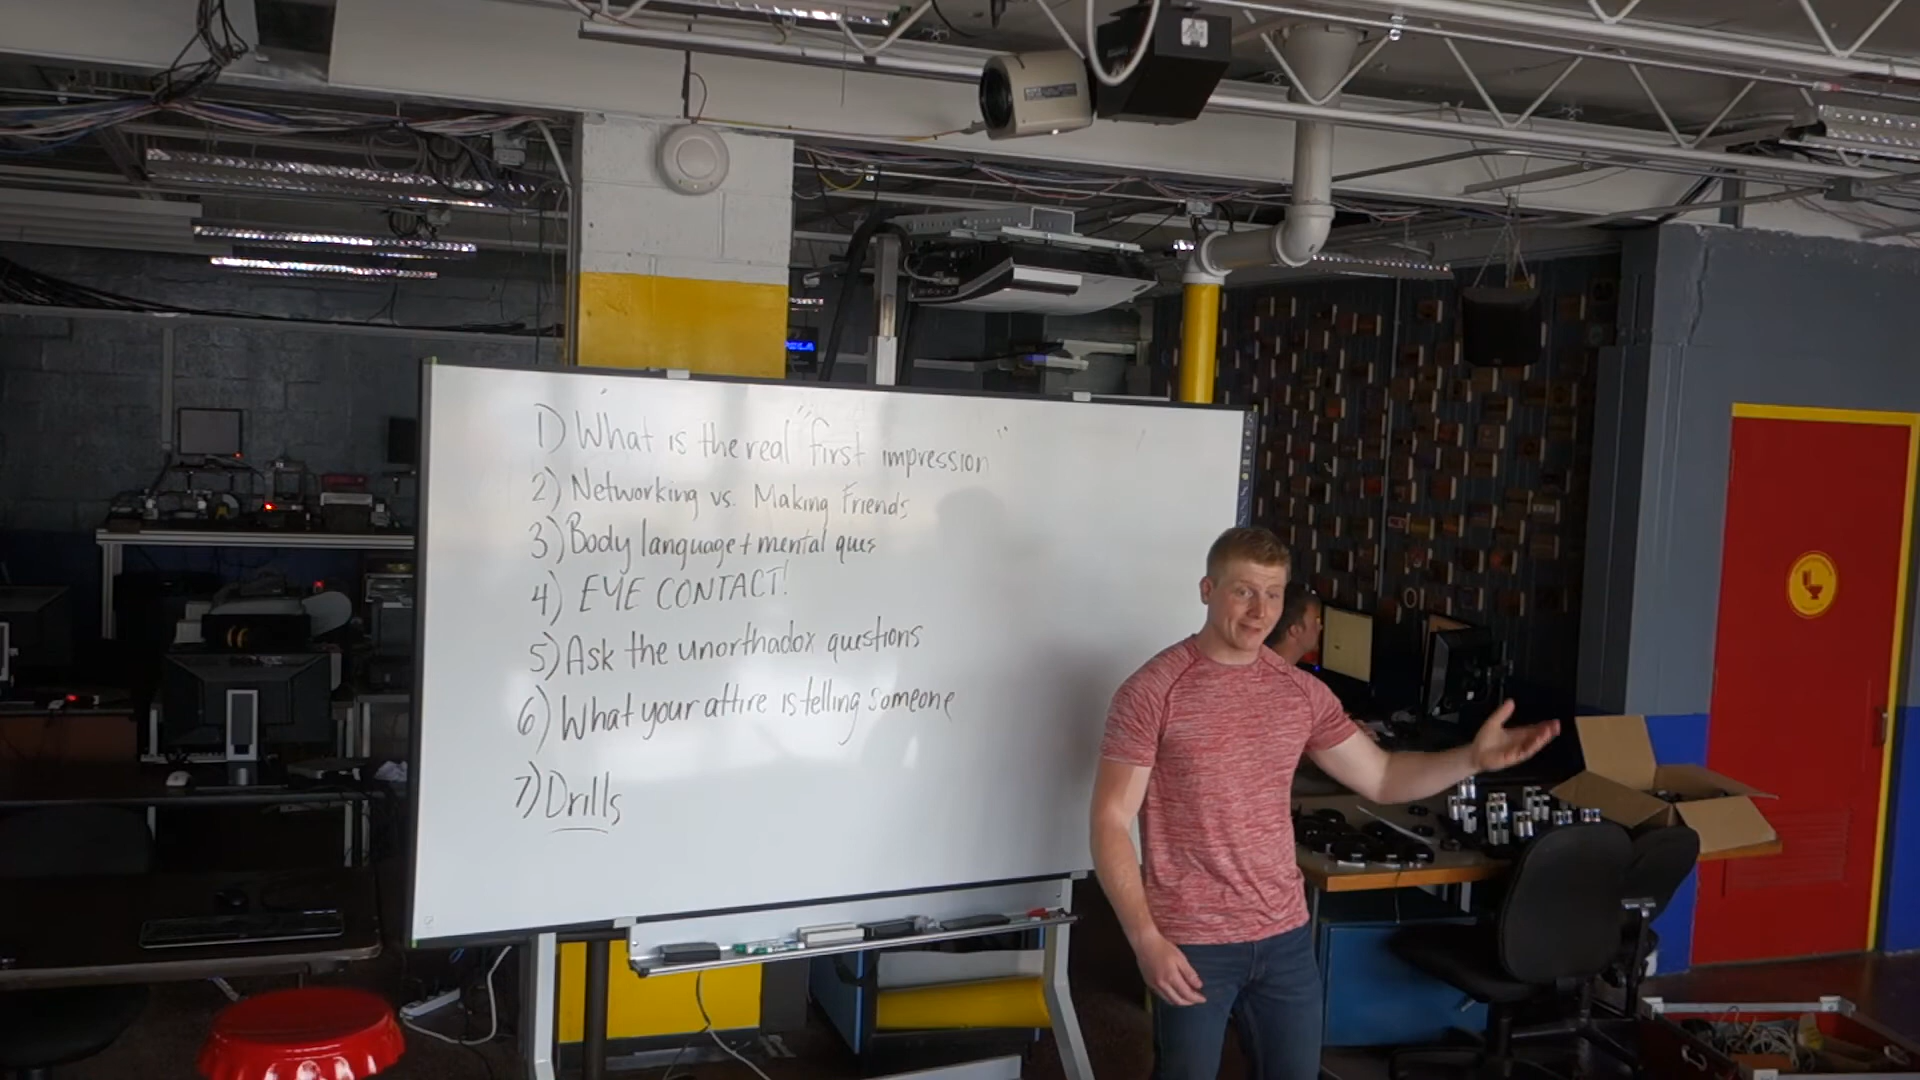 1) What is the real "first impression"
2) Networking vs. Making Friends
3) Body language + mental ques
4) EYE CONTACT!
5) Ask the unorthadox questions
6) What your attire is telling someone
7) Drills